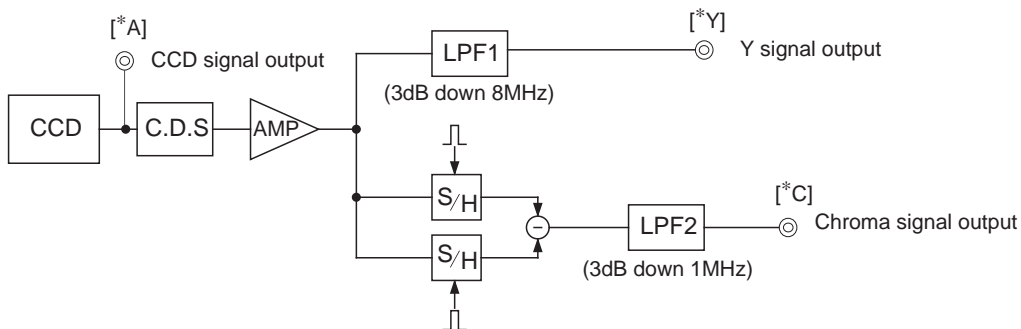 [*A]
CCD signal output
[*Y]
Y signal output
LPF1
(3dB down 8MHz)
CCD
C.D.S
AMP
S/H
[*C]
Chroma signal output
–
LPF2
(3dB down 1MHz)
S/H